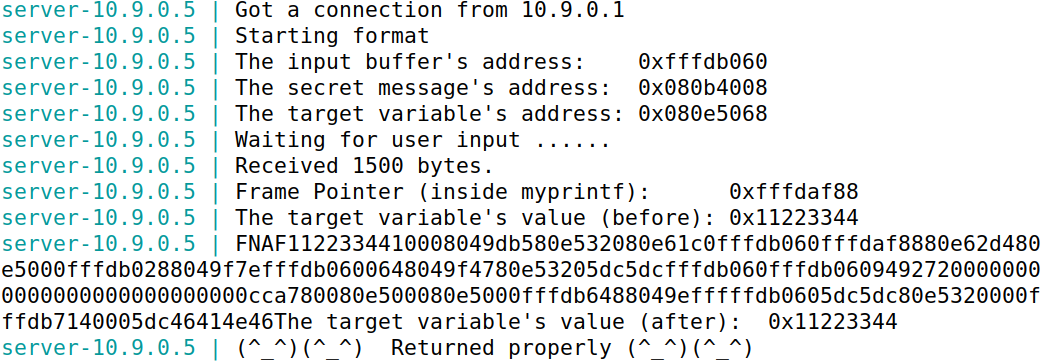 server-10.9.0.5 | Got a connection from 10.9.0.1
server-10.9.0.5 | Starting format
server-10.9.0.5 | The input buffer's address:    0xfffdb060
server-10.9.0.5 | The secret message's address:  0x080b4008
server-10.9.0.5 | The target variable's address: 0x080e5068
server-10.9.0.5 | Waiting for user input ......
server-10.9.0.5 | Received 1500 bytes.
server-10.9.0.5 | Frame Pointer (inside myprintf):      0xfffdaf88
server-10.9.0.5 | The target variable's value (before): 0x11223344
server-10.9.0.5 | FNAF1122334410008049db580e532080e61c0fffdb060fffdaf8880e62d480
e5000fffdb0288049f7efffdb0600648049f4780e53205dc5dcfffdb060fffdb0609492720000000
0000000000000000000cca780080e500080e5000fffdb6488049efffffdb0605dc5dc80e5320000f
ffdb7140005dc46414e46The target variable's value (after):  0x11223344
server-10.9.0.5 | (^_^)(^_^)  Returned properly (^_^)(^_^)